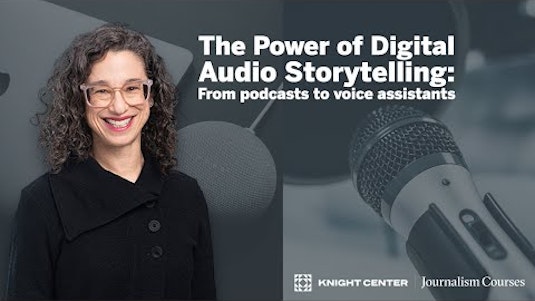 The Power of Digital
Audio Storytelling:
From podcasts to voice assistants
KNIGHT CENTER | Journalism Courses